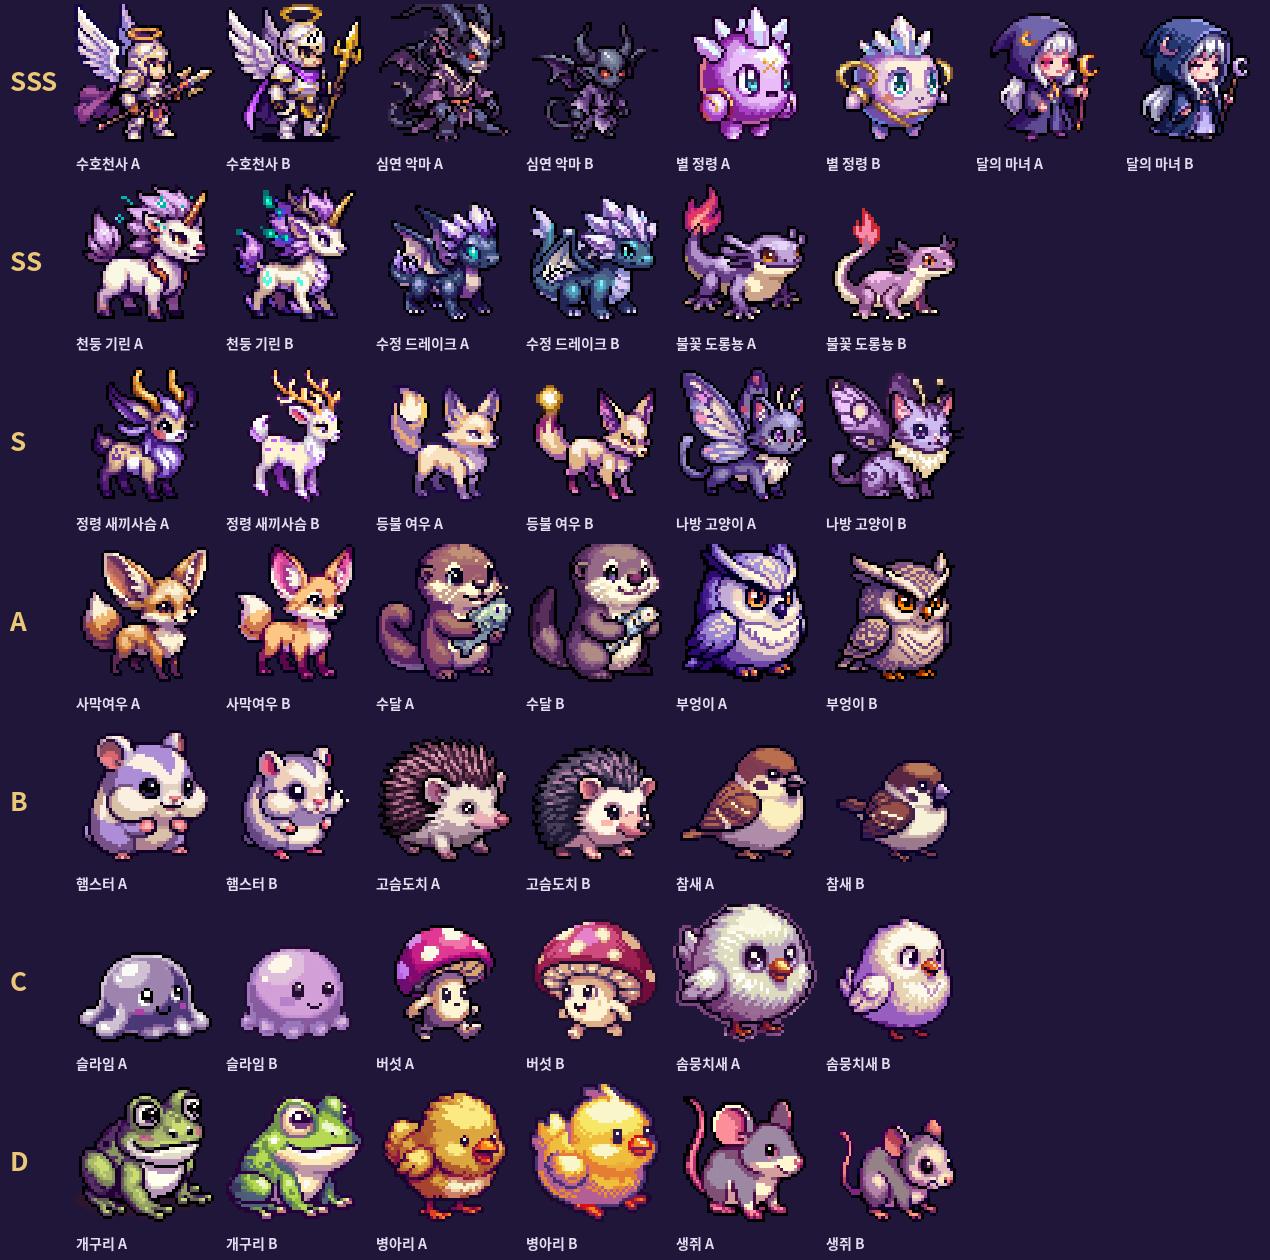 SSS
수호천사 A 수호천사 B 심연 악마 A 심연 악마 B 별 정령 A 별 정령 B 달의 마녀 A 달의 마녀 B
SS
천둥 기린 A 천둥 기린 B 수정 드레이크 A 수정 드레이크 B 불꽃 도롱뇽 A 불꽃 도롱뇽 B
S
정령 새끼사슴 A 정령 새끼사슴 B 등불 여우 A 등불 여우 B 나방 고양이 A 나방 고양이 B
A
사막여우 A 사막여우 B 수달 A 수달 B 부엉이 A 부엉이 B
B
햄스터 A 햄스터 B 고슴도치 A 고슴도치 B 참새 A 참새 B
C
슬라임 A 슬라임 B 버섯 A 버섯 B 솜뭉치새 A 솜뭉치새 B
D
개구리 A 개구리 B 병아리 A 병아리 B 생쥐 A 생쥐 B